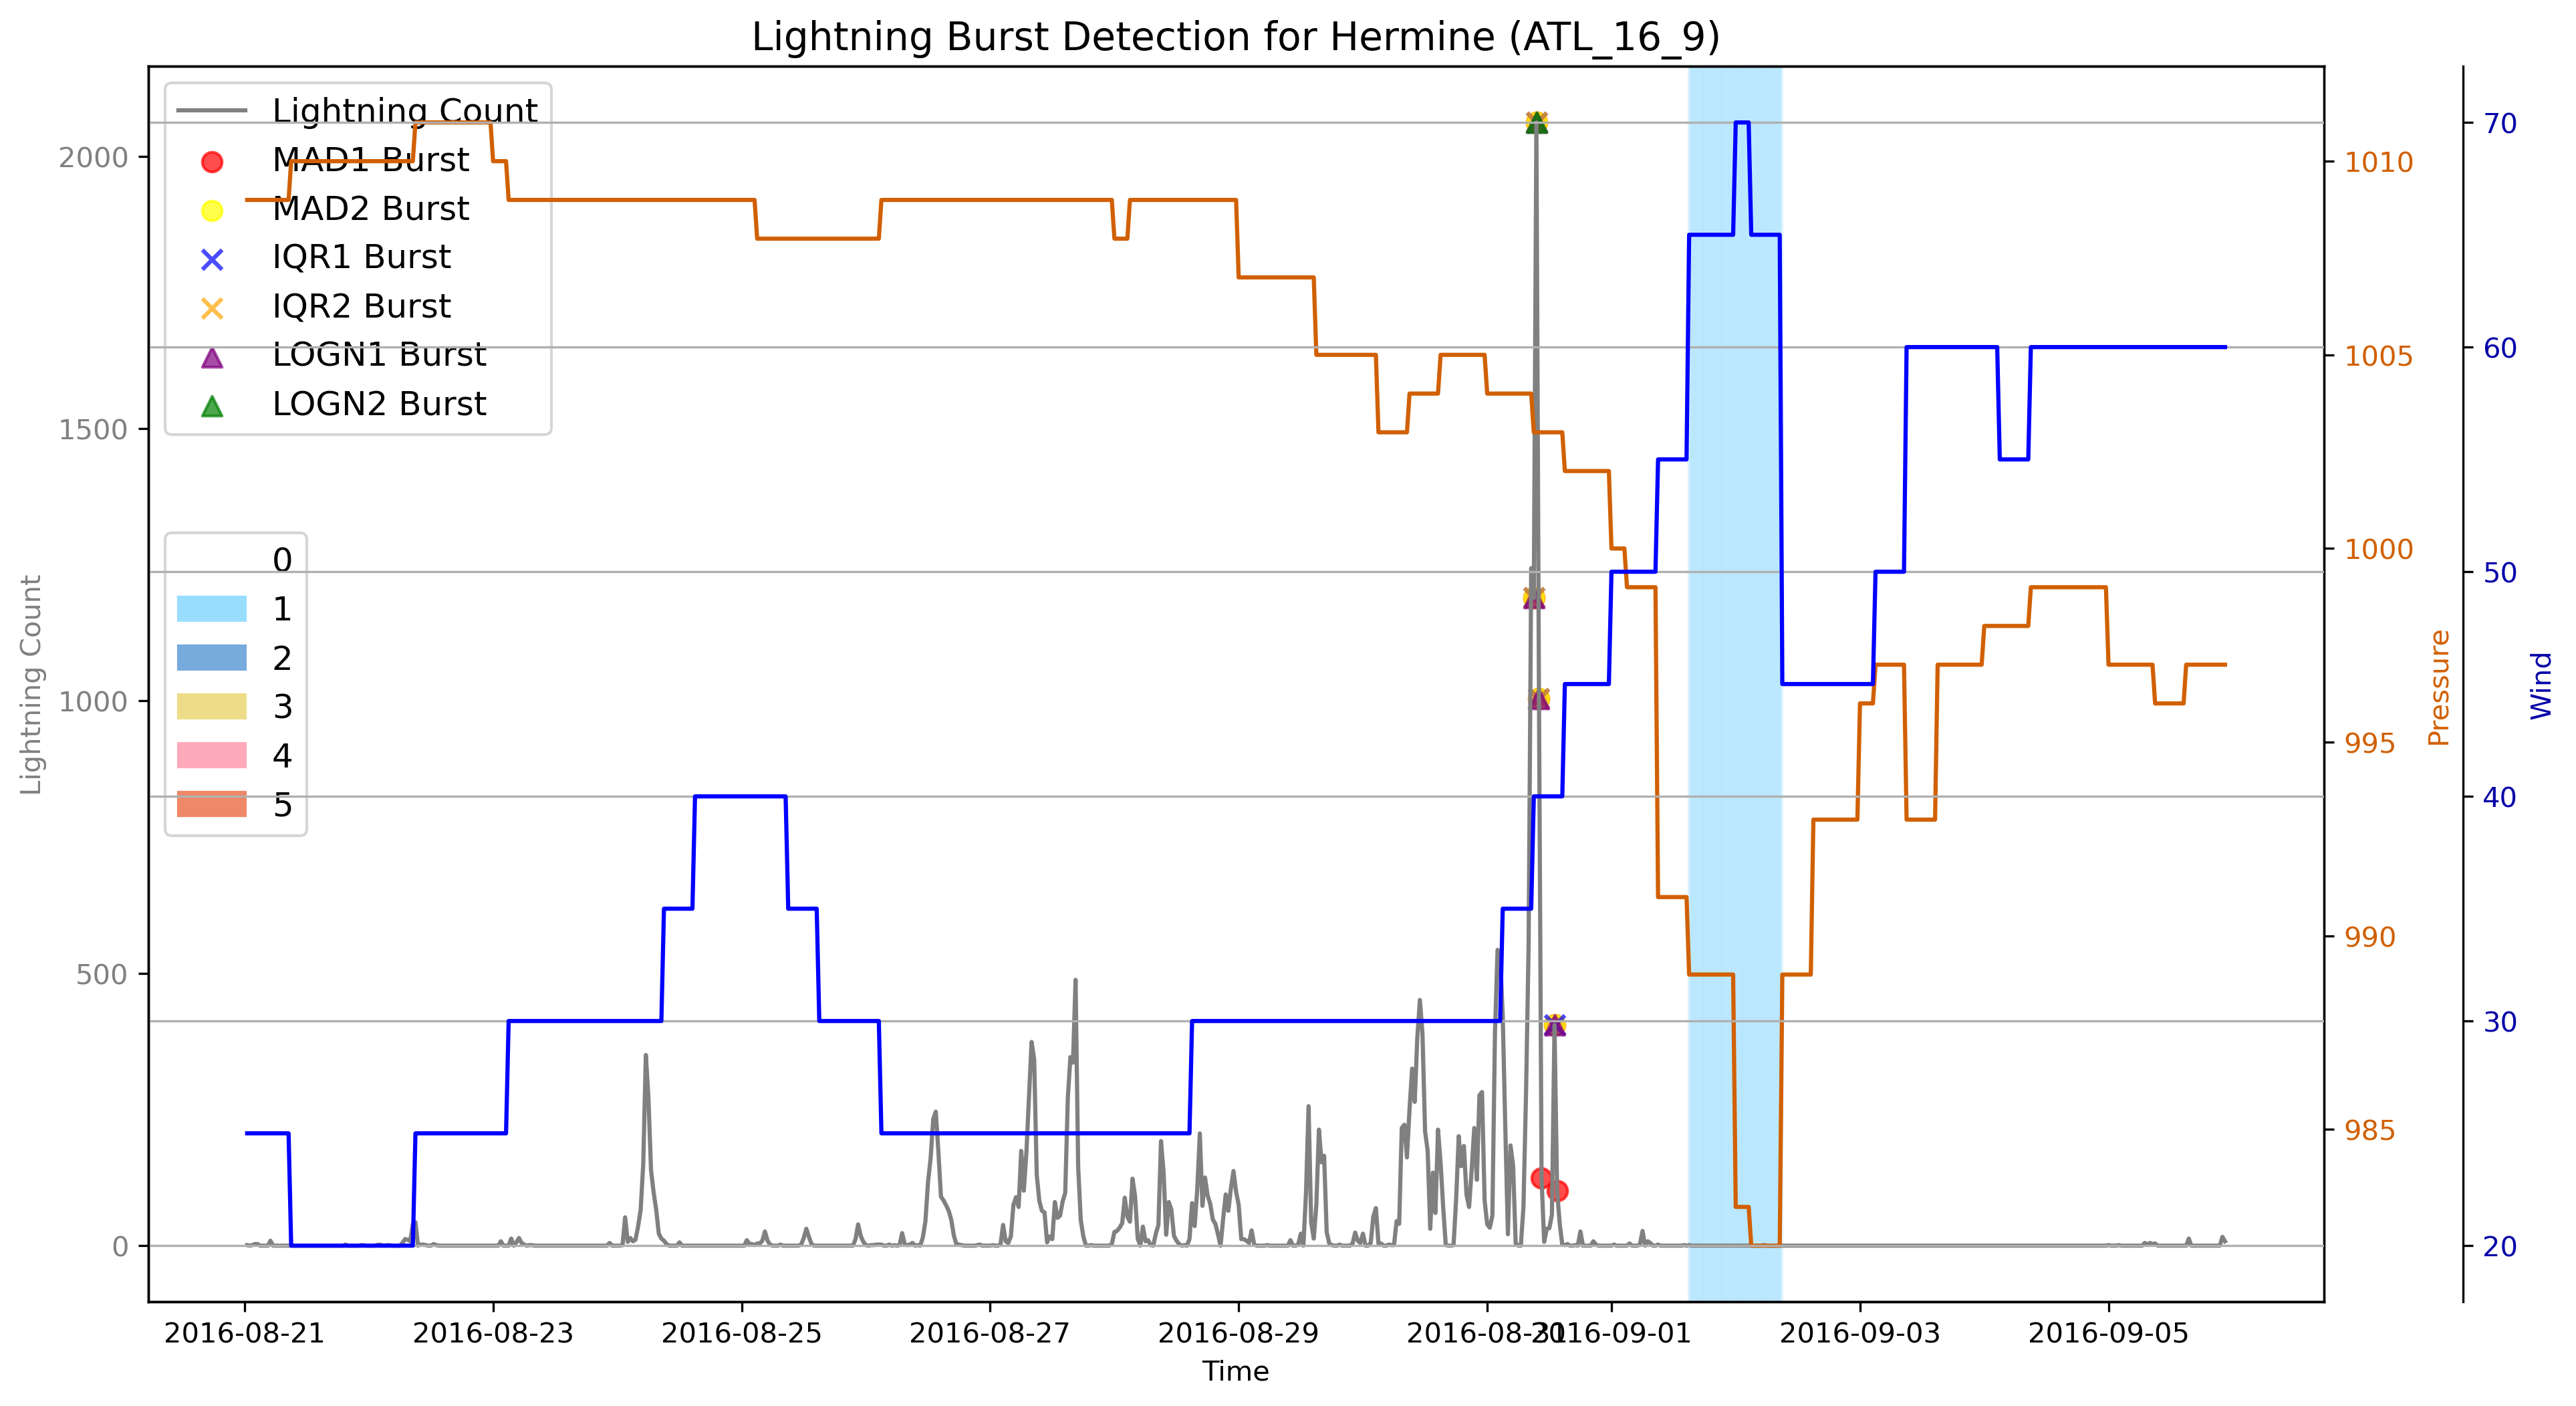 Lightning Burst Detection for Hermine (ATL_16_9)
Lightning Count
MAD1 Burst
MAD2 Burst
IQR1 Burst
IQR2 Burst
LOGN1 Burst
LOGN2 Burst
0
1
2
3
4
5
Lightning Count
2000
1500
1000
500
0
1010
1005
1000
995
990
985
Pressure
70
60
50
40
30
20
Wind
2016-08-21
2016-08-23
2016-08-25
2016-08-27
2016-08-29
2016-08-31
2016-09-01
2016-09-03
2016-09-05
Time